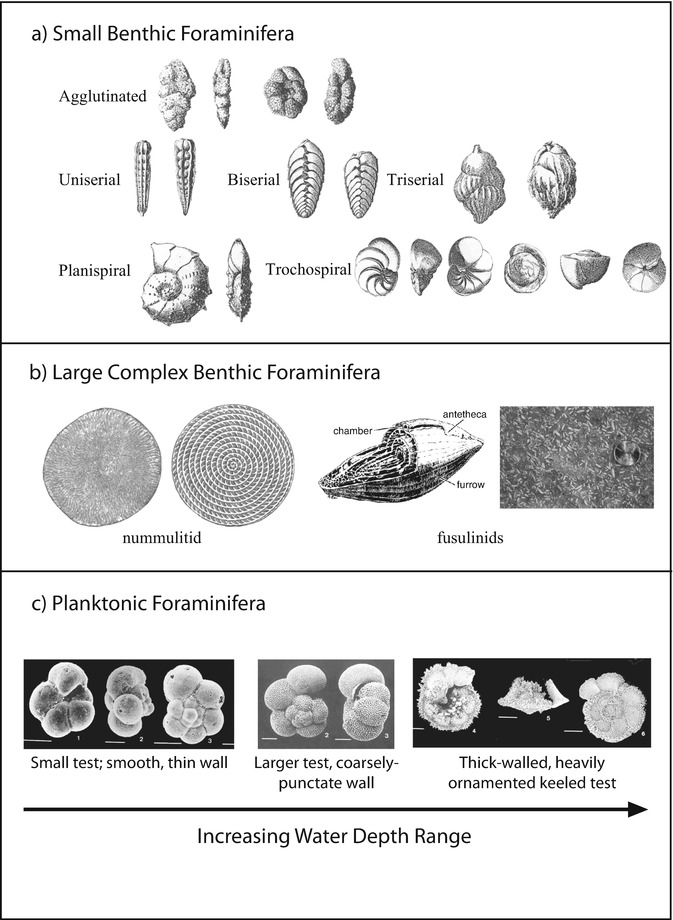 a) Small Benthic Foraminifera
Agglutinated
Uniserial
Biserial
Triserial
Planispiral
Trochospiral
b) Large Complex Benthic Foraminifera
chamber
antetheca
furrow
nummulitid
fusulinids
c) Planktonic Foraminifera
1
2
3
2
3
4
5
6
Small test; smooth, thin wall
Larger test, coarsely-
punctate wall
Thick-walled, heavily
ornamented keeled test
Increasing Water Depth Range